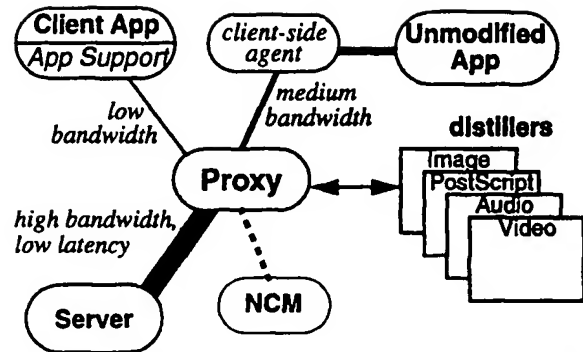 Client App
App Support
client-side
agent
Unmodified
App
low
bandwidth
medium
bandwidth
distillers
Image
PostScript
Audio
Video
Proxy
high bandwidth,
low latency
Server
NCM